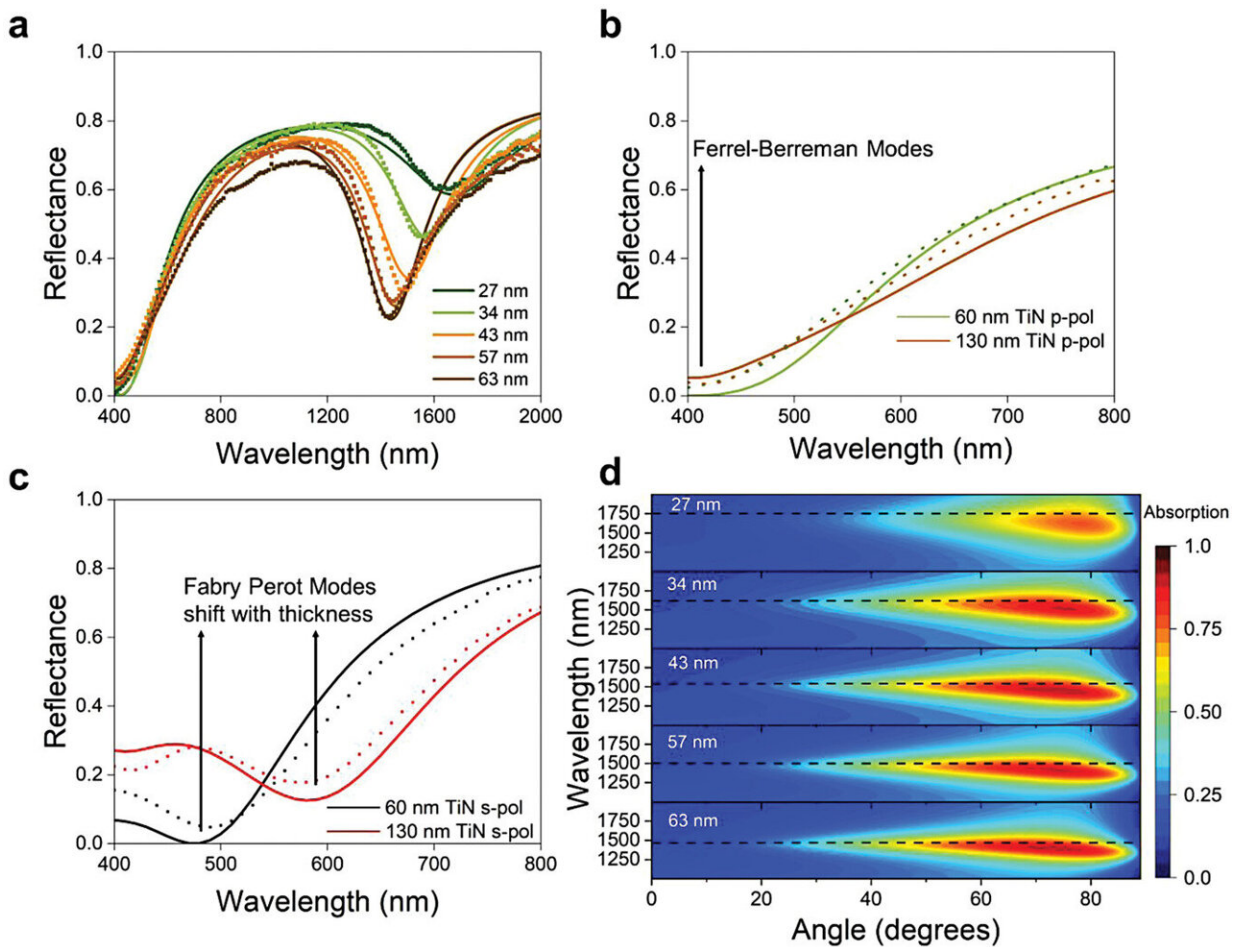 a
1.0
0.8
0.6
0.4
0.2
0.0
Reflectance
27 nm
34 nm
43 nm
57 nm
63 nm
400 800 1200 1600 2000
Wavelength (nm)
b
1.0
0.8
0.6
0.4
0.2
0.0
Reflectance
Ferrel-Berreman Modes
60 nm TiN p-pol
130 nm TiN p-pol
400 500 600 700 800
Wavelength (nm)
c
1.0
0.8
0.6
0.4
0.2
0.0
Reflectance
Fabry Perot Modes
shift with thickness
60 nm TiN s-pol
130 nm TiN s-pol
400 500 600 700 800
Wavelength (nm)
d
Wavelength (nm)
27 nm
1750
1500
1250
34 nm
1750
1500
1250
43 nm
1750
1500
1250
57 nm
1750
1500
1250
63 nm
1750
1500
1250
0 20 40 60 80
Angle (degrees)
Absorption
1.0
0.75
0.50
0.25
0.0